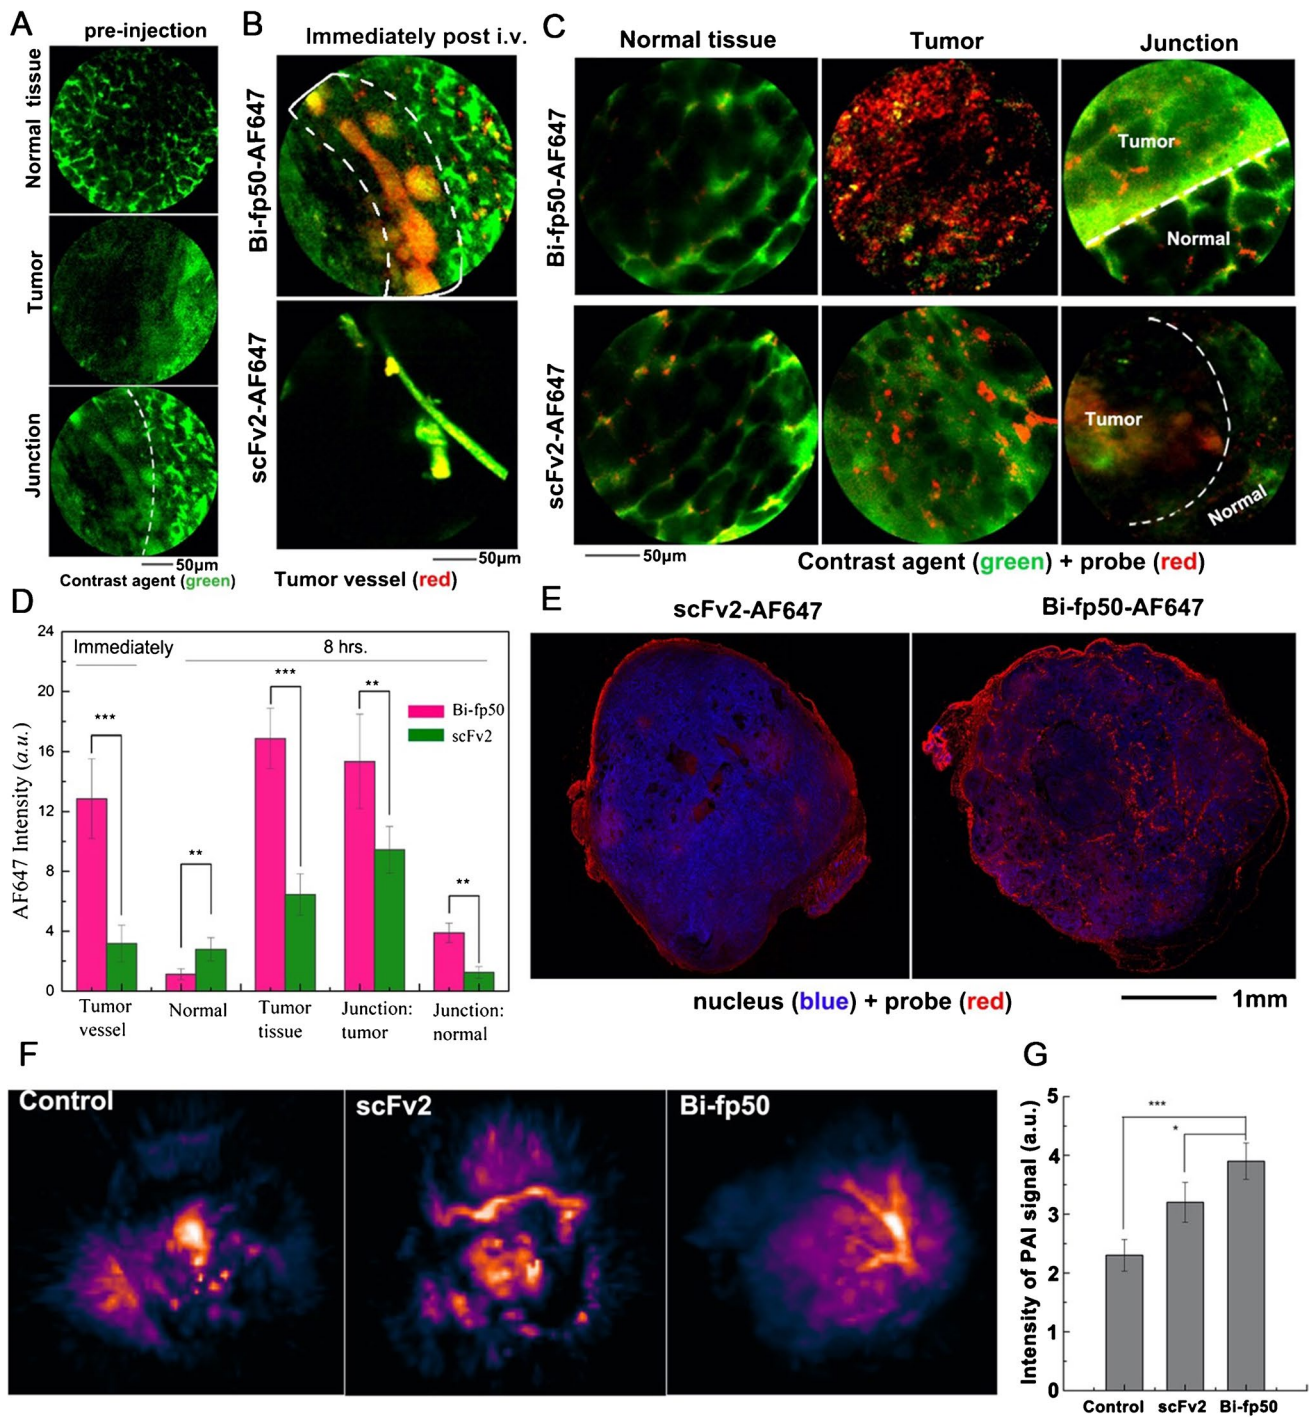 A
pre-injection
Normal tissue
Tumor
Junction
50μm
Contrast agent (green)
B
Immediately post i.v.
Bi-fp50-AF647
scFv2-AF647
50μm
Tumor vessel (red)
C
Normal tissue
Tumor
Junction
Bi-fp50-AF647
Tumor
Normal
scFv2-AF647
Tumor
Normal
50μm
Contrast agent (green) + probe (red)
D
24
20
16
12
8
4
0
AF647 Intensity (a.u.)
Immediately
8 hrs.
***
**
***
**
**
Bi-fp50
scFv2
Tumor vessel
Normal
Tumor tissue
Junction: tumor
Junction: normal
E
scFv2-AF647
Bi-fp50-AF647
nucleus (blue) + probe (red)
1mm
F
Control
scFv2
Bi-fp50
G
5
4
3
2
1
0
Intensity of PAI signal (a.u.)
***
*
Control
scFv2
Bi-fp50